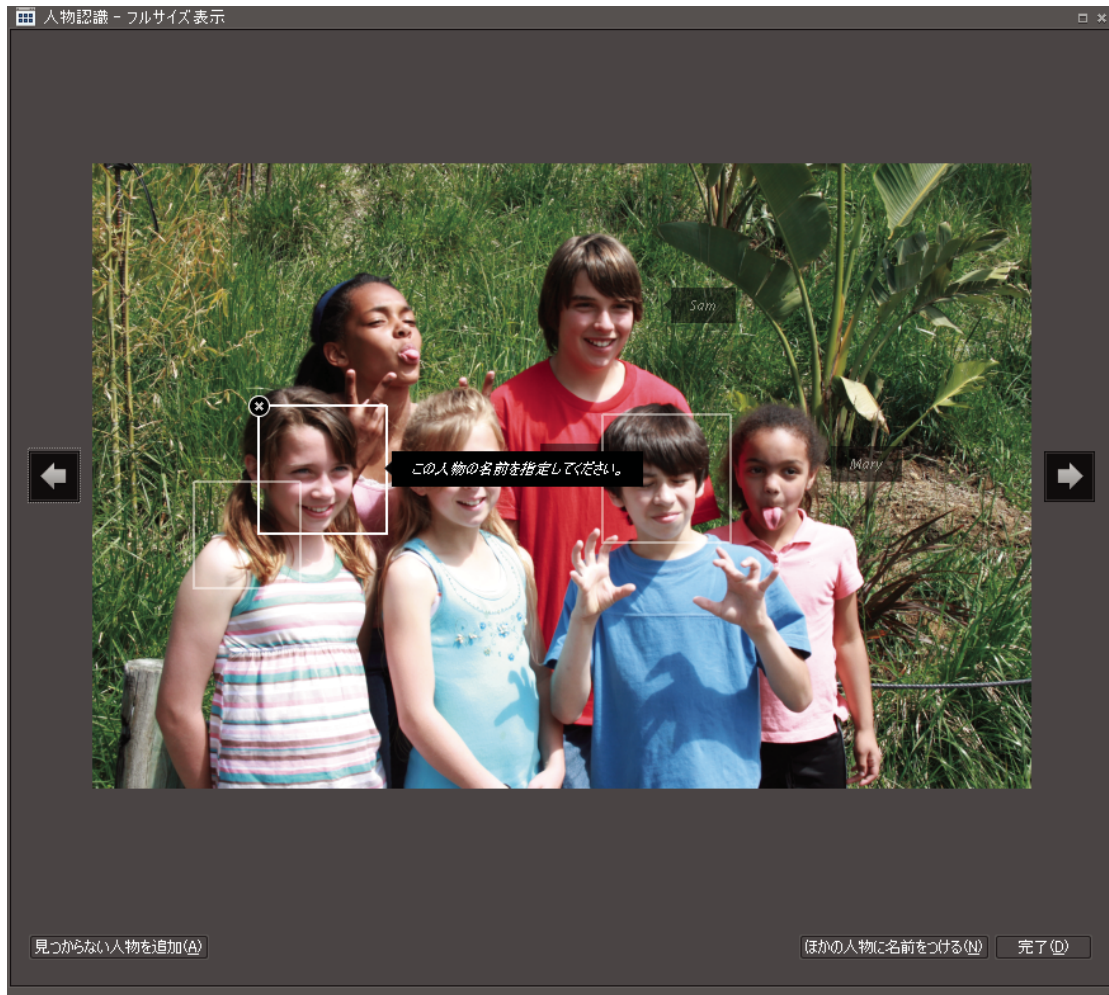 人物認識 - フルサイズ表示
Sam
この人物の名前を指定してください。
Mary
見つからない人物を追加(A)
ほかの人物に名前をつける(N)
完了(D)